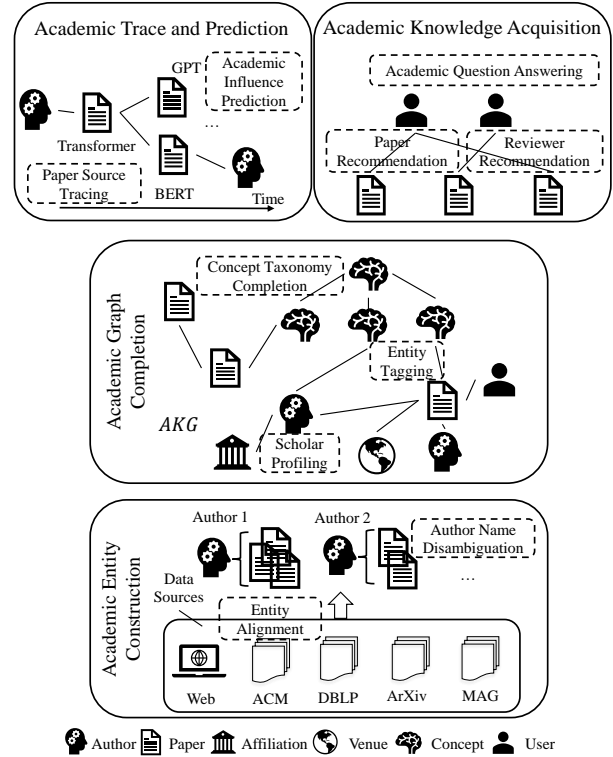 Academic Trace and Prediction
GPT
Academic
Influence
Prediction
...
Transformer
Paper Source
Tracing
BERT
Time
Academic Knowledge Acquisition
Academic Question Answering
Paper
Recommendation
Reviewer
Recommendation
Academic Graph
Completion
Concept Taxonomy
Completion
Entity
Tagging
AKG
Scholar
Profiling
Academic Entity
Construction
Author 1
Author 2
Author Name
Disambiguation
...
Data
Sources
Entity
Alignment
Web
ACM
DBLP
ArXiv
MAG
Author
Paper
Affiliation
Venue
Concept
User